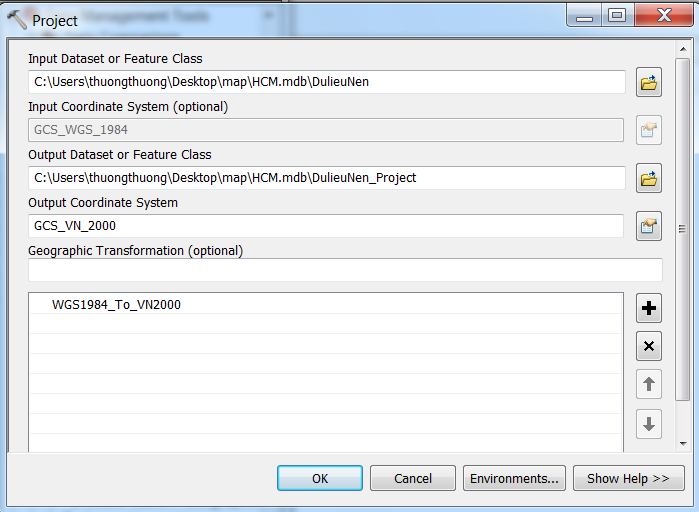 Project
Input Dataset or Feature Class
C:\Users\thuongthuong\Desktop\map\HCM.mdb\DulieuNen
Input Coordinate System (optional)
GCS_WGS_1984
Output Dataset or Feature Class
C:\Users\thuongthuong\Desktop\map\HCM.mdb\DulieuNen_Project
Output Coordinate System
GCS_VN_2000
Geographic Transformation (optional)
WGS1984_To_VN2000
OK
Cancel
Environments...
Show Help >>